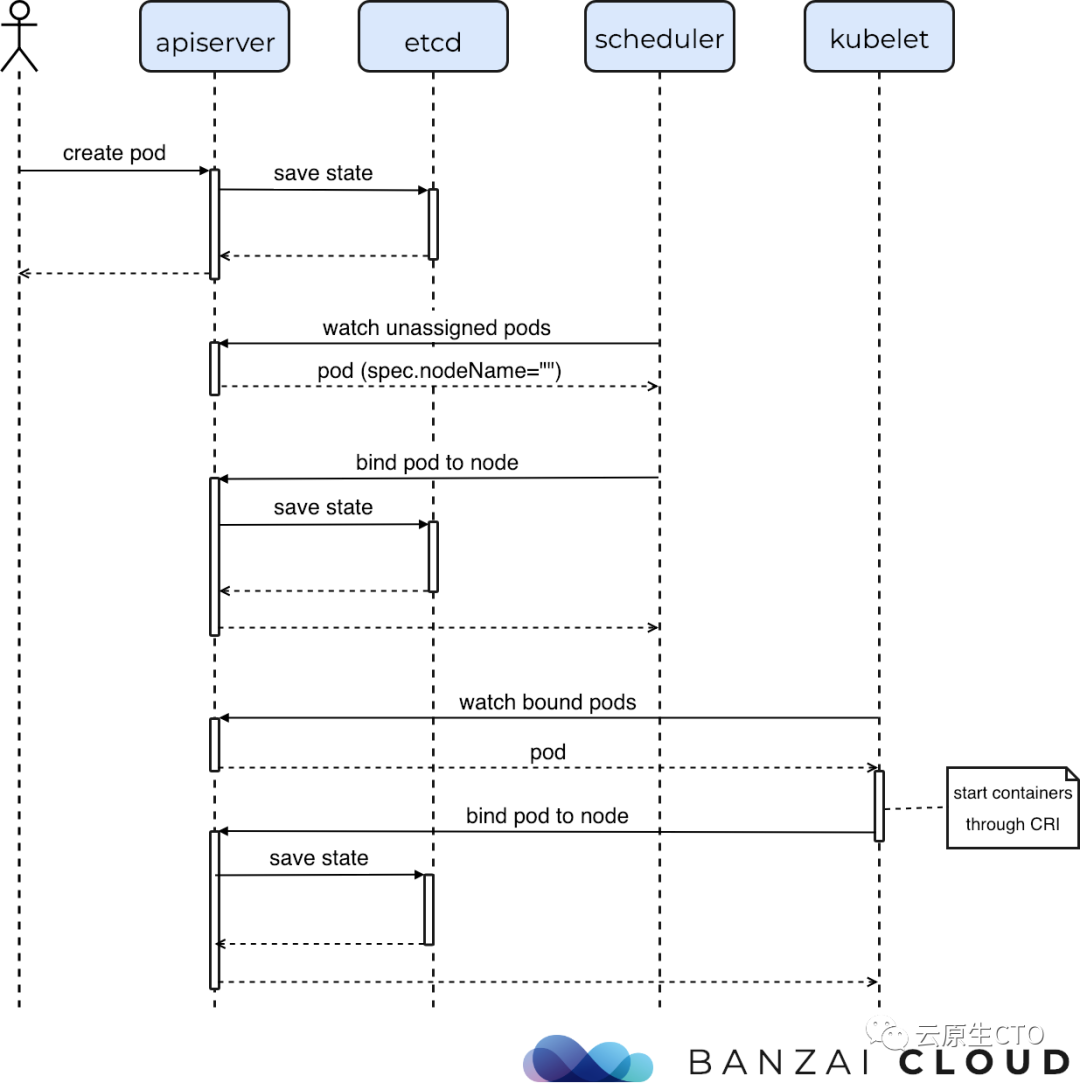 apiserver
etcd
scheduler
kubelet
create pod
save state
watch unassigned pods
pod (spec.nodeName="")
bind pod to node
save state
watch bound pods
pod
start containers
through CRI
bind pod to node
save state
云原生CTO
BANZAI CLOUD